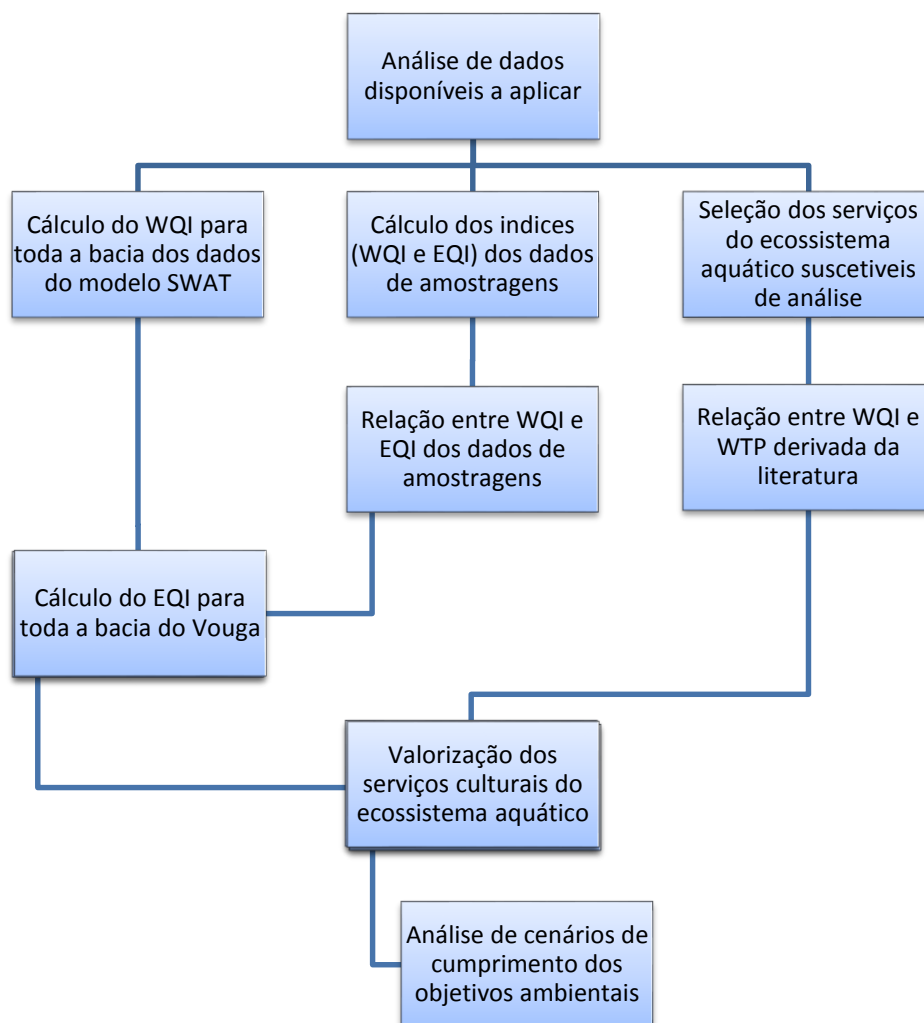 Análise de dados
disponíveis a aplicar
Cálculo do WQI para
toda a bacia dos dados
do modelo SWAT
Cálculo dos indices
(WQI e EQI) dos dados
de amostragens
Seleção dos serviços
do ecossistema
aquático suscetiveis
de análise
Relação entre WQI e
EQI dos dados de
amostragens
Relação entre WQI e
WTP derivada da
literatura
Cálculo do EQI para
toda a bacia do Vouga
Valorização dos
serviços culturais do
ecossistema aquático
Análise de cenários de
cumprimento dos
objetivos ambientais